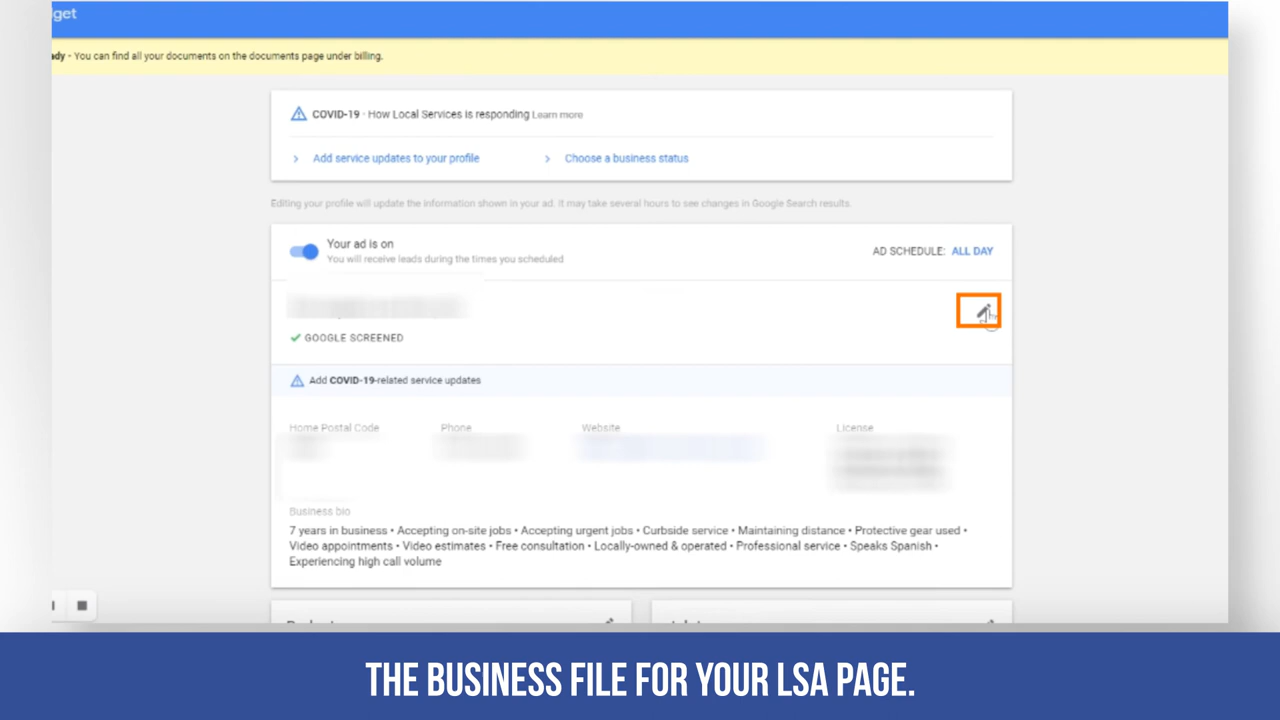 get
dy - You can find all your documents on the documents page under billing.
COVID-19 - How Local Services is responding Learn more
> Add service updates to your profile > Choose a business status
Editing your profile will update the information shown in your ad. It may take several hours to see changes in Google Search results.
Your ad is on
You will receive leads during the times you scheduled
AD SCHEDULE: ALL DAY
GOOGLE SCREENED
Add COVID-19-related service updates
Home Postal Code Phone Website License
Business bio
7 years in business • Accepting on-site jobs • Accepting urgent jobs • Curbside service • Maintaining distance • Protective gear used •
Video appointments • Video estimates • Free consultation • Locally-owned & operated • Professional service • Speaks Spanish •
Experiencing high call volume
THE BUSINESS FILE FOR YOUR LSA PAGE.